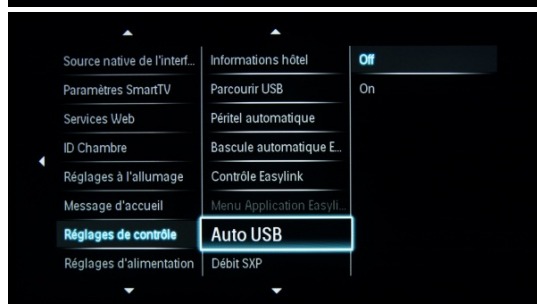 Source native de l'interf...
Paramètres SmartTV
Services Web
ID Chambre
Réglages à l'allumage
Message d'accueil
Réglages de contrôle
Réglages d'alimentation
Informations hôtel
Parcourir USB
Péritel automatique
Bascule automatique E...
Contrôle Easylink
Menu Application Easyli...
Auto USB
Débit SXP
Off
On